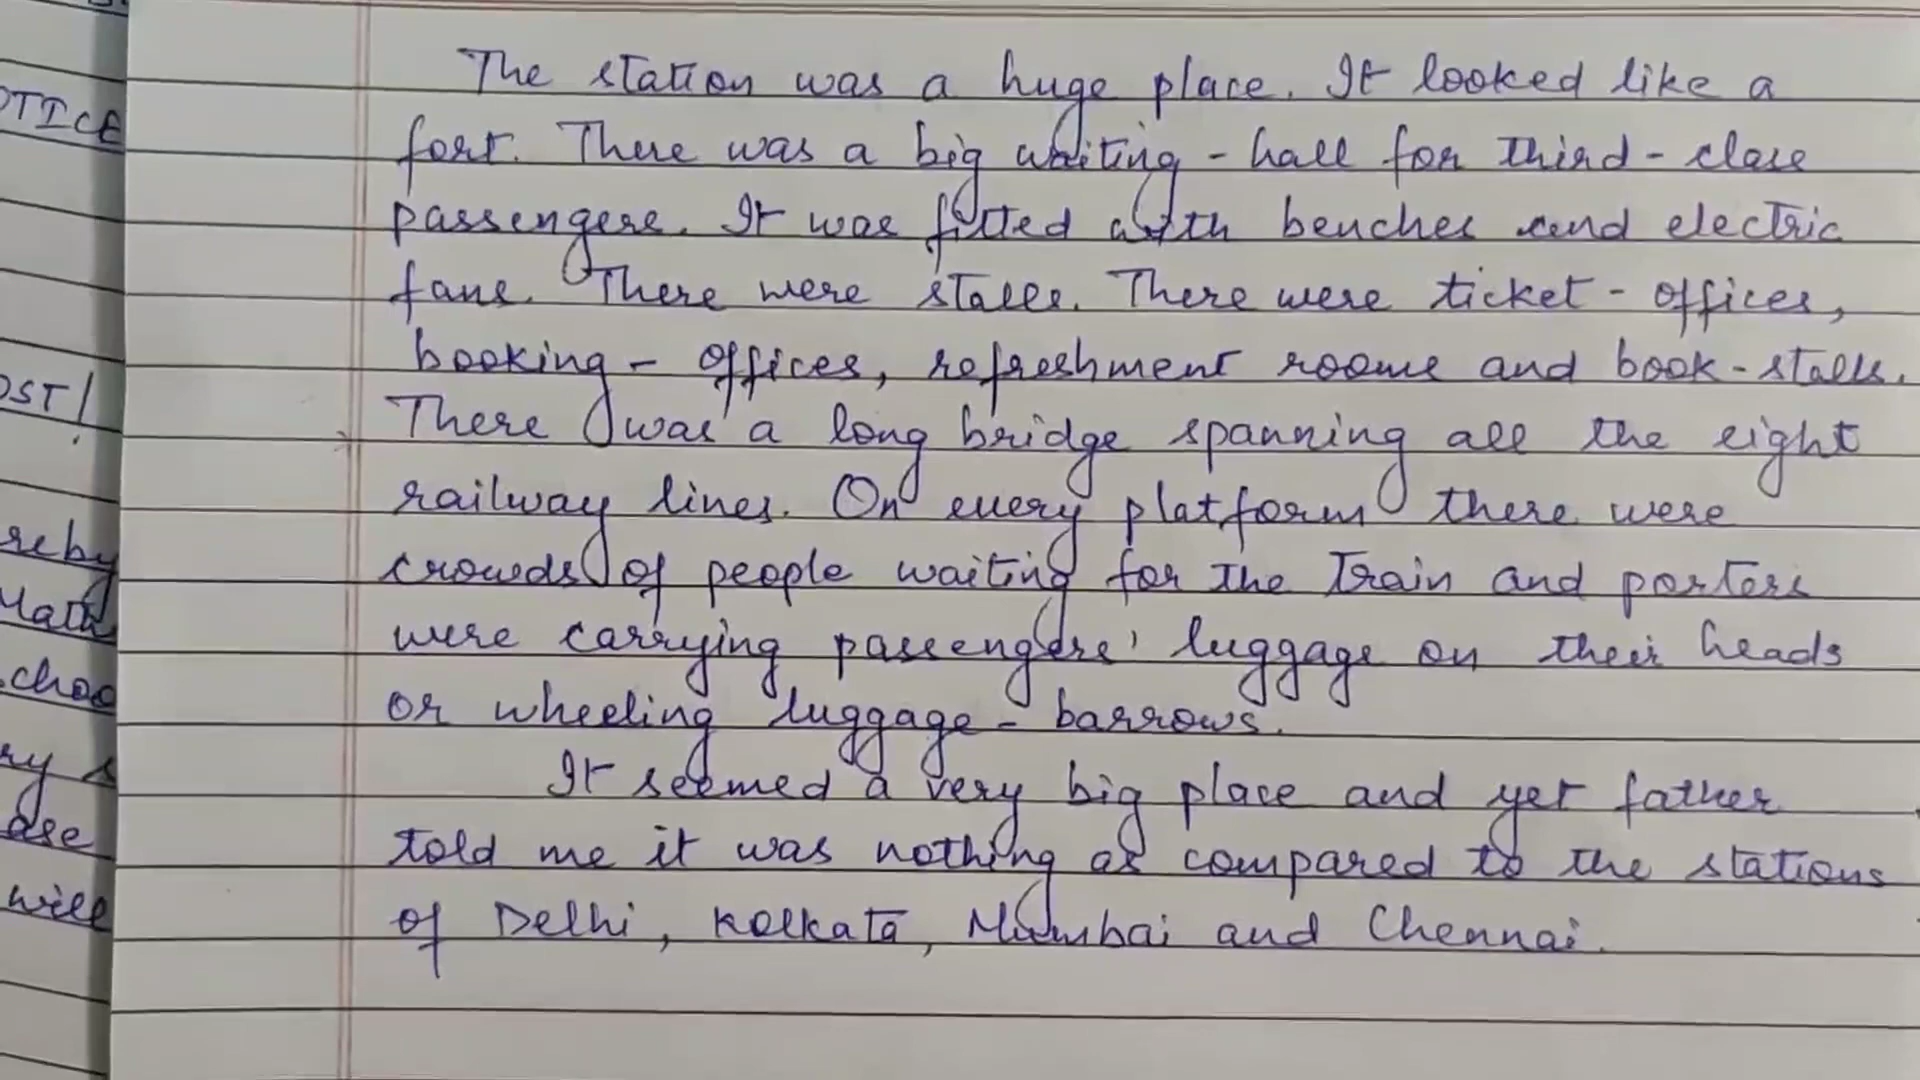 The station was a huge place. It looked like a
fort. There was a big waiting - hall for third - class
passengers. It was fitted with benches and electric
fans. There were stalls. There were ticket - offices,
booking - offices, refreshment rooms and book - stalls.
There was a long bridge spanning all the eight
railway lines. On every platform there were
crowds of people waiting for the train and porters
were carrying passengers' luggage on their heads
or wheeling luggage - barrows.
It seemed a very big place and yet father
told me it was nothing as compared to the stations
of Delhi, Kolkata, Mumbai and Chennai.